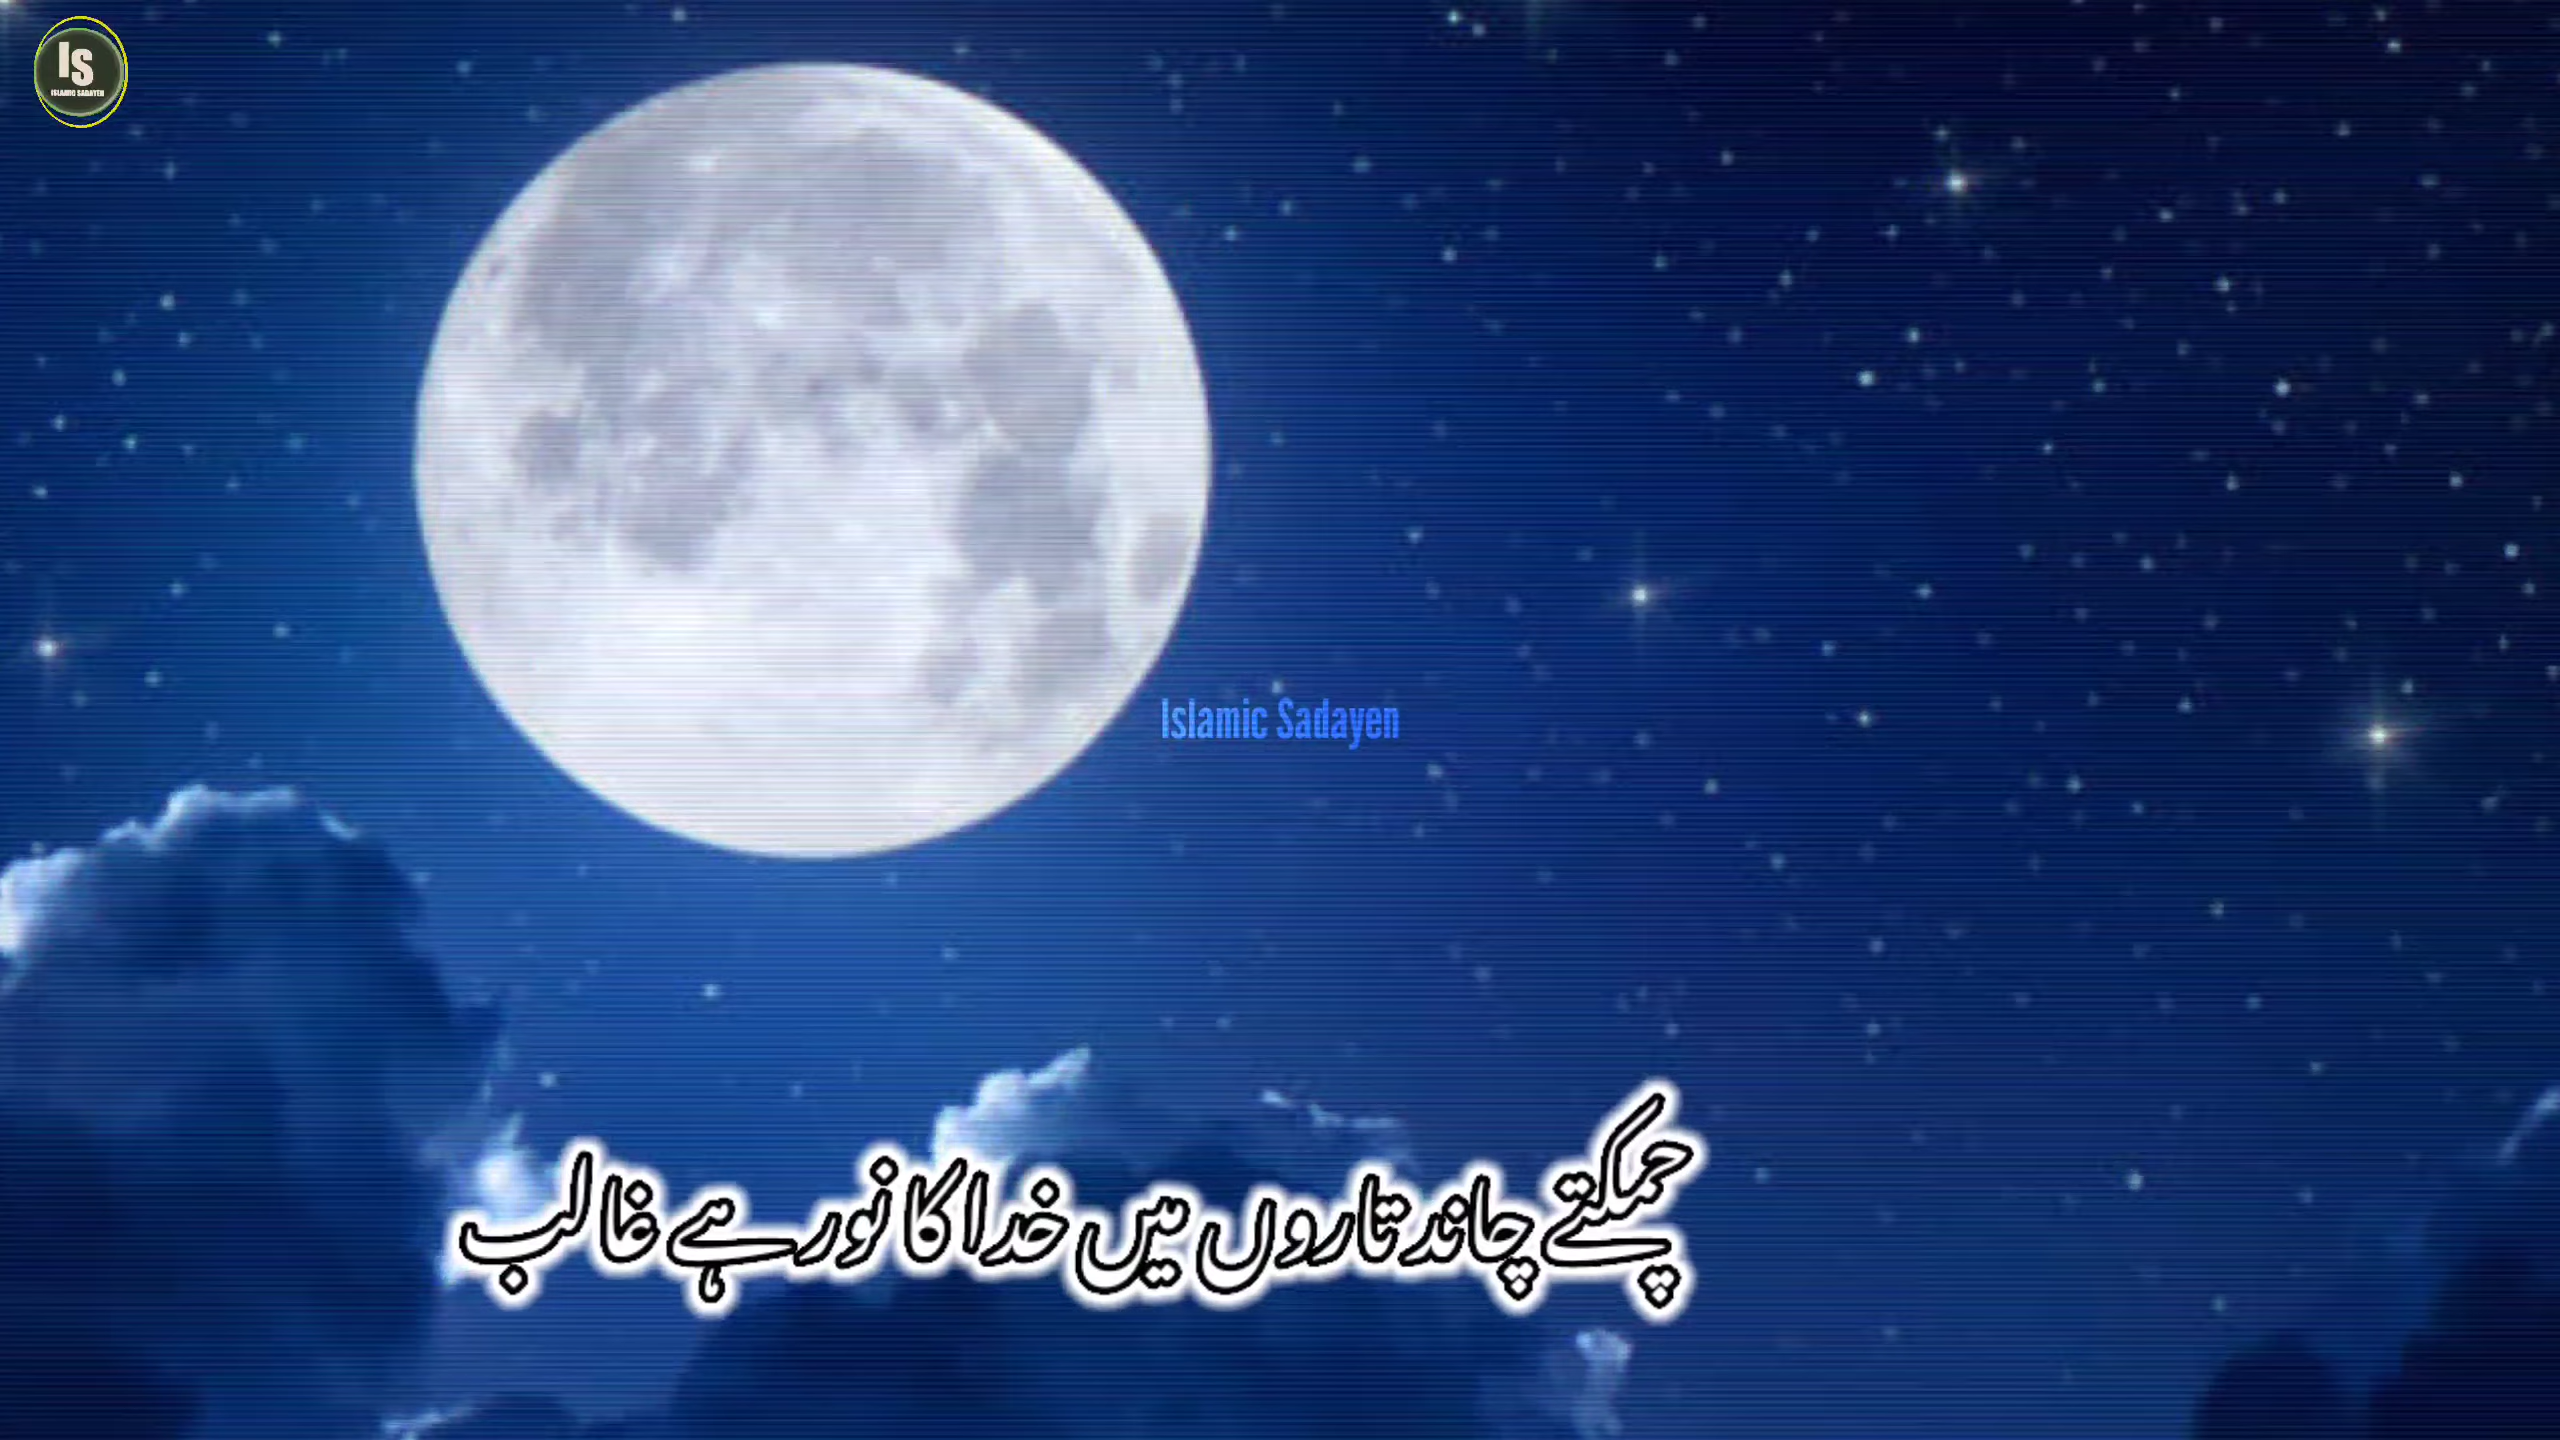 IS
ISLAMIC SADAYEN
Islamic Sadayen
چمکتے چاند تاروں میں خدا کا نور ہے غالب